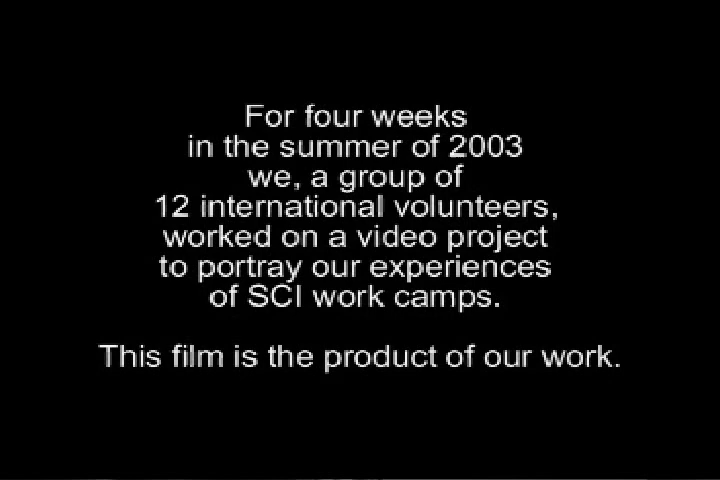 For four weeks
in the summer of 2003
we, a group of
12 international volunteers,
worked on a video project
to portray our experiences
of SCI work camps.
This film is the product of our work.